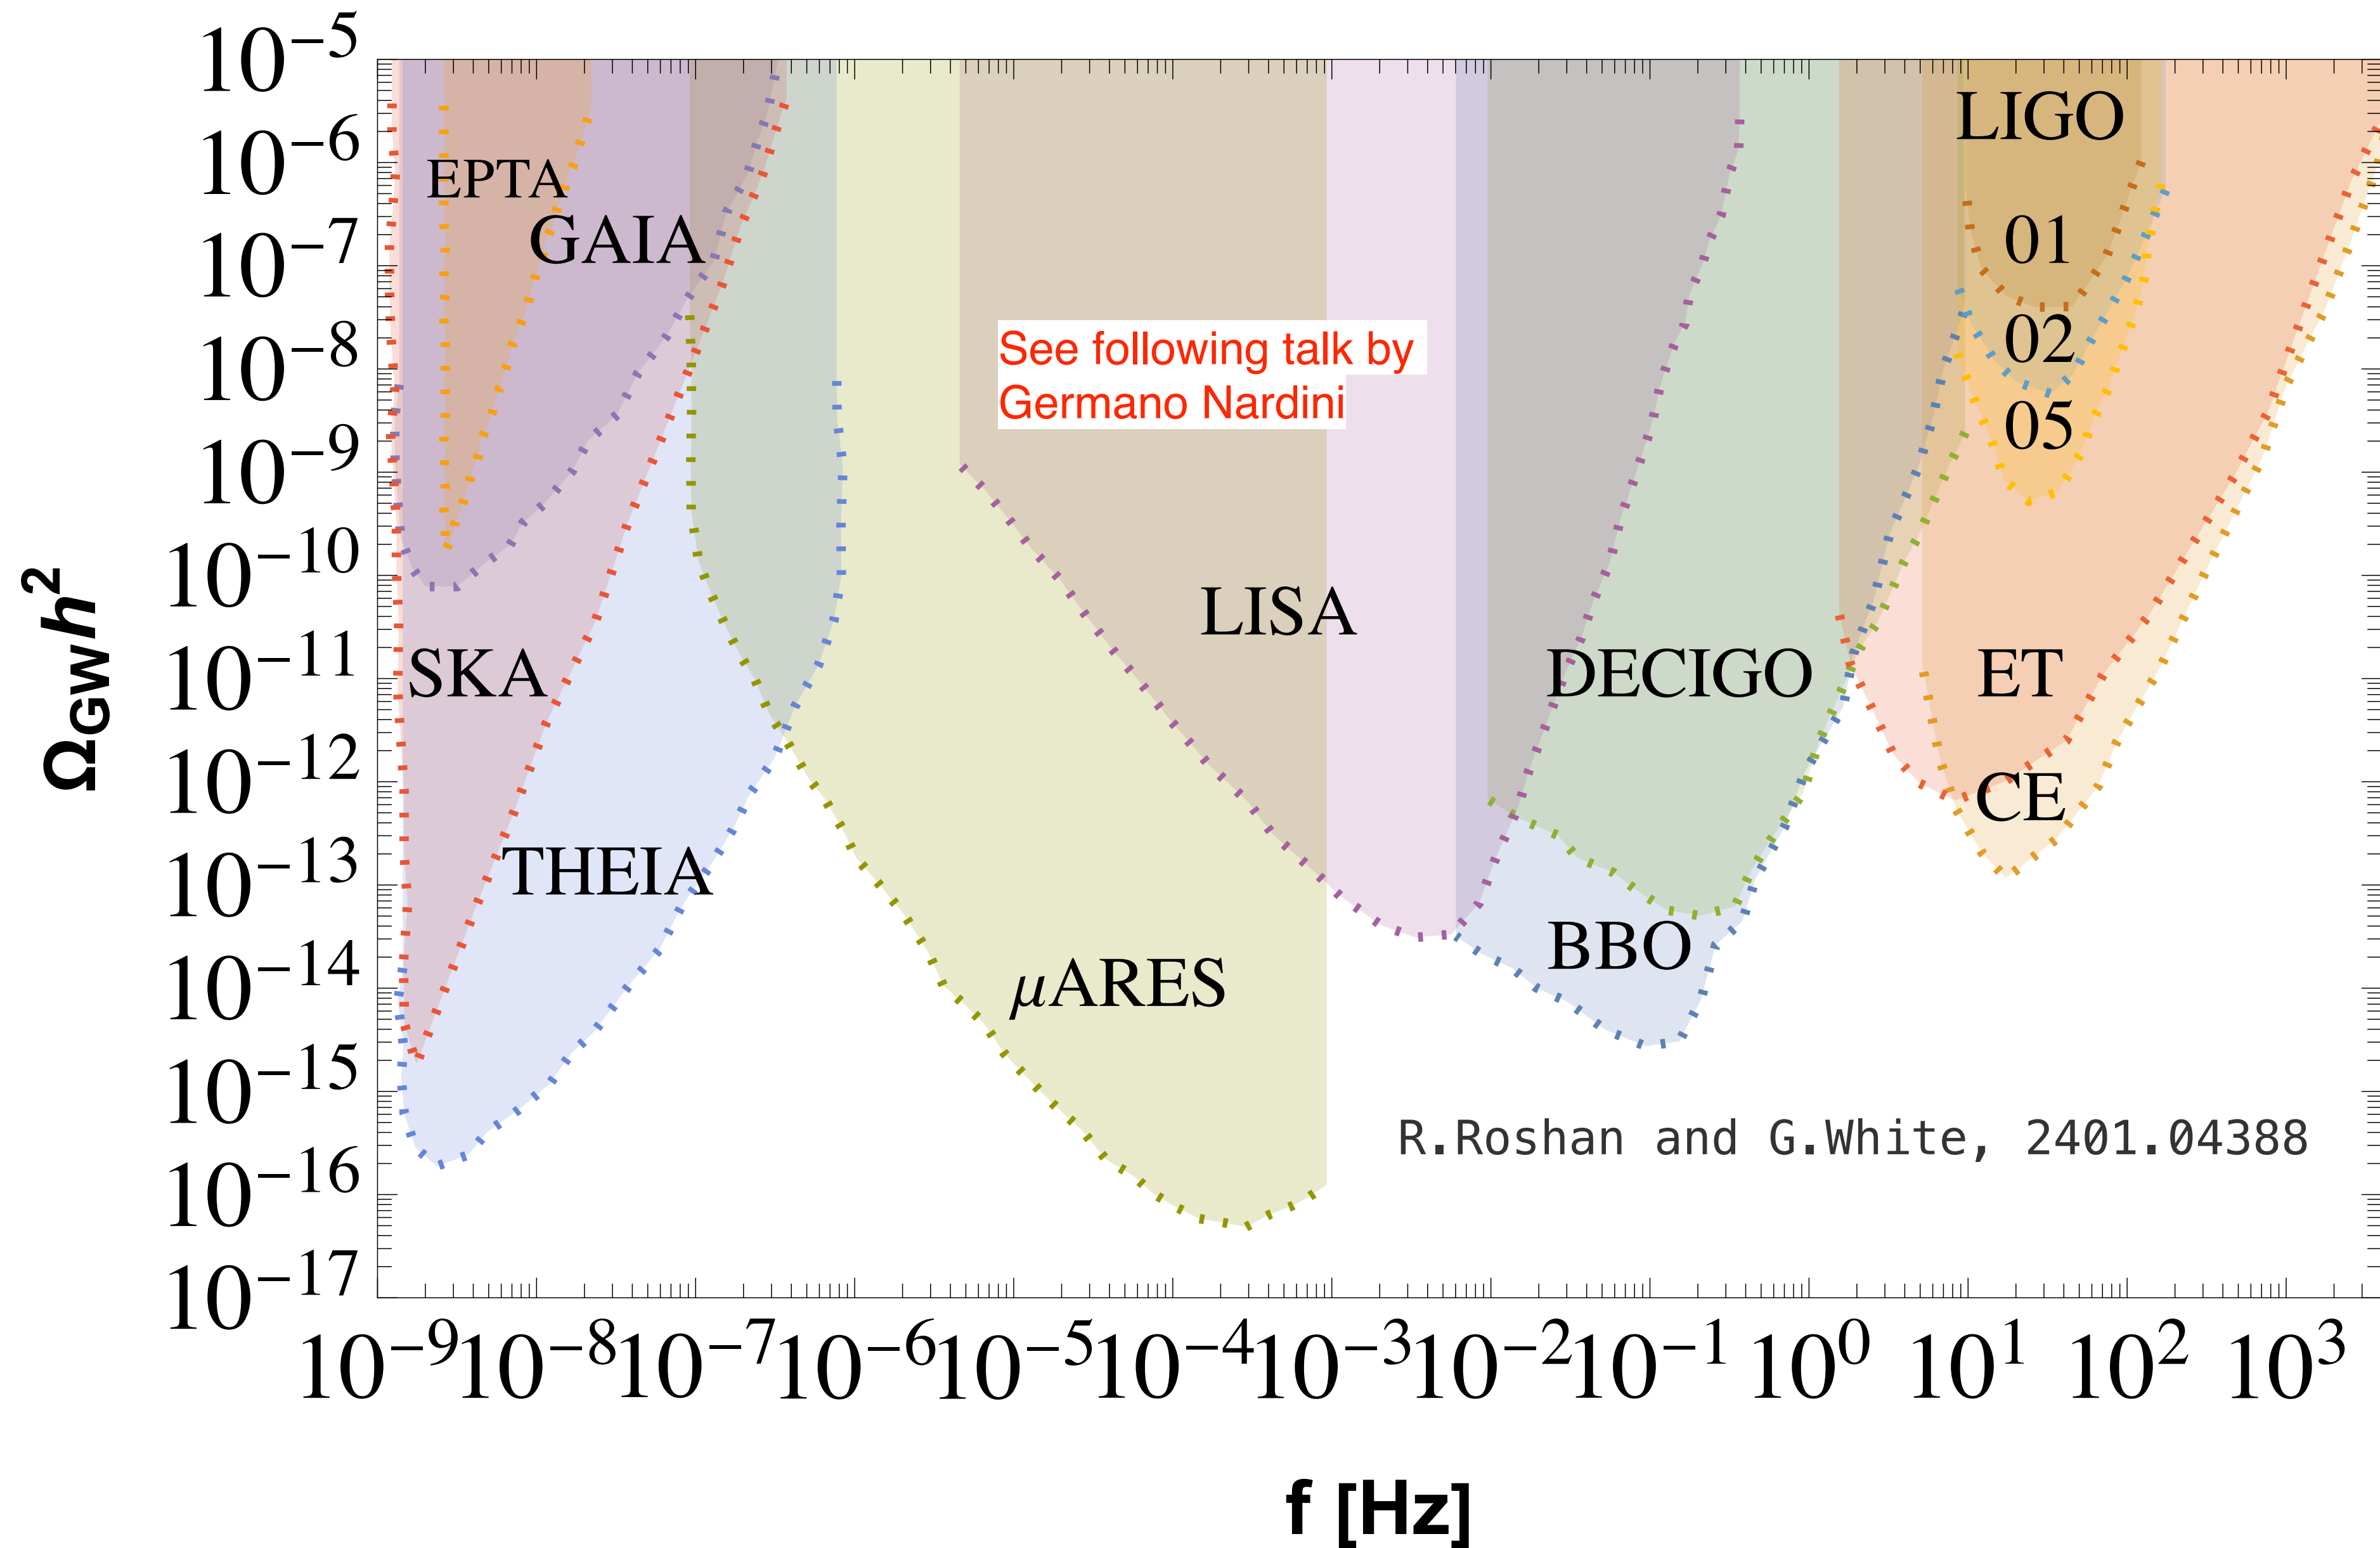 10−5
10−6
10−7
10−8
10−9
10−10
10−11
10−12
10−13
10−14
10−15
10−16
10−17
ΩGWh2
EPTA
GAIA
SKA
THEIA
See following talk by
Germano Nardini
LISA
μARES
DECIGO
BBO
LIGO
01
02
05
ET
CE
R.Roshan and G.White, 2401.04388
10−9 10−8 10−7 10−6 10−5 10−4 10−3 10−2 10−1 100 101 102 103
f [Hz]